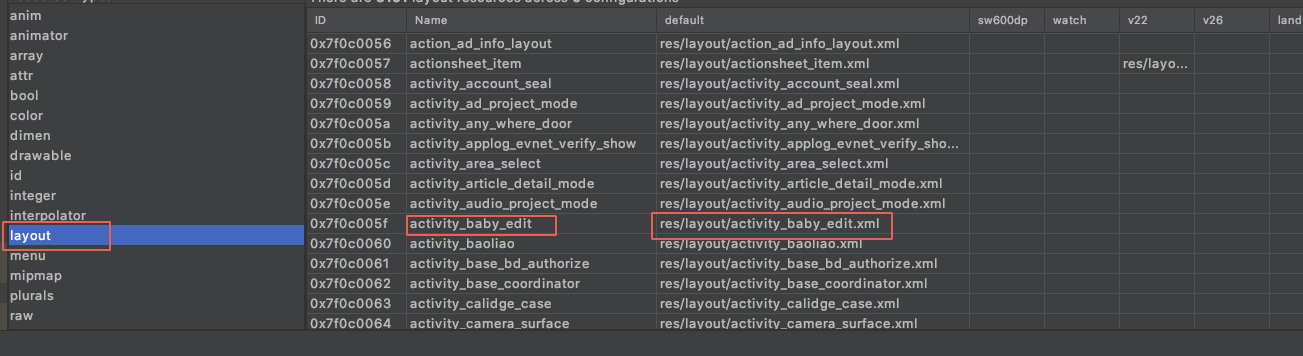 anim
animator
array
attr
bool
color
dimen
drawable
id
integer
interpolator
layout
menu
mipmap
plurals
raw
ID Name default sw600dp watch v22 v26 land
0x7f0c0056 action_ad_info_layout res/layout/action_ad_info_layout.xml
0x7f0c0057 actionsheet_item res/layout/actionsheet_item.xml res/layo...
0x7f0c0058 activity_account_seal res/layout/activity_account_seal.xml
0x7f0c0059 activity_ad_project_mode res/layout/activity_ad_project_mode.xml
0x7f0c005a activity_any_where_door res/layout/activity_any_where_door.xml
0x7f0c005b activity_applog_evnet_verify_show res/layout/activity_applog_evnet_verify_sho...
0x7f0c005c activity_area_select res/layout/activity_area_select.xml
0x7f0c005d activity_article_detail_mode res/layout/activity_article_detail_mode.xml
0x7f0c005e activity_audio_project_mode res/layout/activity_audio_project_mode.xml
0x7f0c005f activity_baby_edit res/layout/activity_baby_edit.xml
0x7f0c0060 activity_baoliao res/layout/activity_baoliao.xml
0x7f0c0061 activity_base_bd_authorize res/layout/activity_base_bd_authorize.xml
0x7f0c0062 activity_base_coordinator res/layout/activity_base_coordinator.xml
0x7f0c0063 activity_calidge_case res/layout/activity_calidge_case.xml
0x7f0c0064 activity_camera_surface res/layout/activity_camera_surface.xml